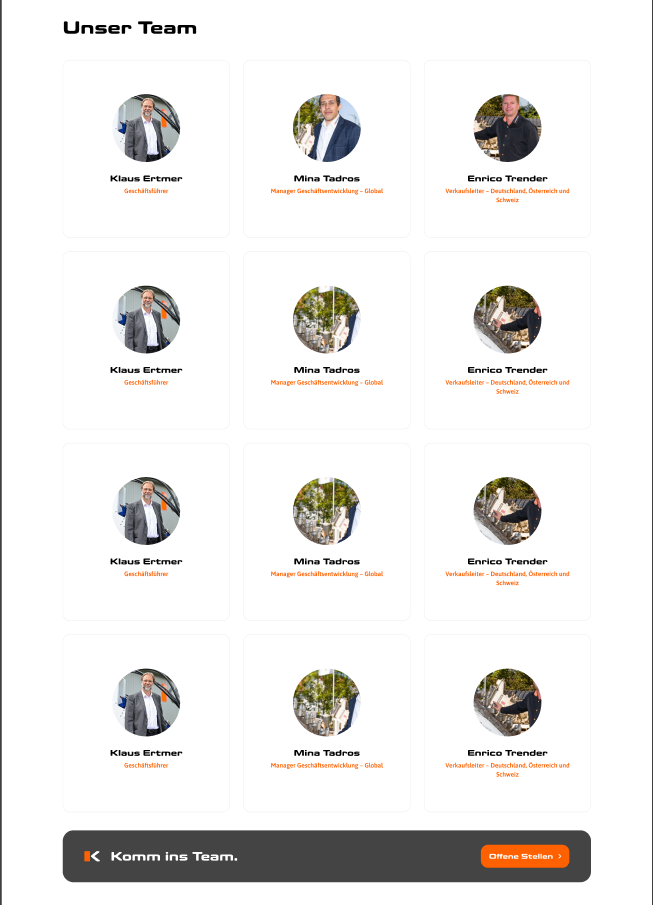 Unser Team
Klaus Ertmer
Geschäftsführer
Mina Tadros
Manager Geschäftsentwicklung – Global
Enrico Trender
Verkaufsleiter – Deutschland, Österreich und
Schweiz
Klaus Ertmer
Geschäftsführer
Mina Tadros
Manager Geschäftsentwicklung – Global
Enrico Trender
Verkaufsleiter – Deutschland, Österreich und
Schweiz
Klaus Ertmer
Geschäftsführer
Mina Tadros
Manager Geschäftsentwicklung – Global
Enrico Trender
Verkaufsleiter – Deutschland, Österreich und
Schweiz
Klaus Ertmer
Geschäftsführer
Mina Tadros
Manager Geschäftsentwicklung – Global
Enrico Trender
Verkaufsleiter – Deutschland, Österreich und
Schweiz
K Komm ins Team.
Offene Stellen >